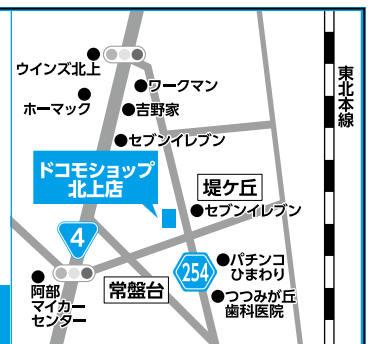 ウインズ北上
ワークマン
ホーマック
吉野家
東北本線
セブンイレブン
ドコモショップ
北上店
堤ケ丘
セブンイレブン
4
254
パチンコ
ひまわり
常盤台
阿部
マイカー
センター
つつみが丘
歯科医院